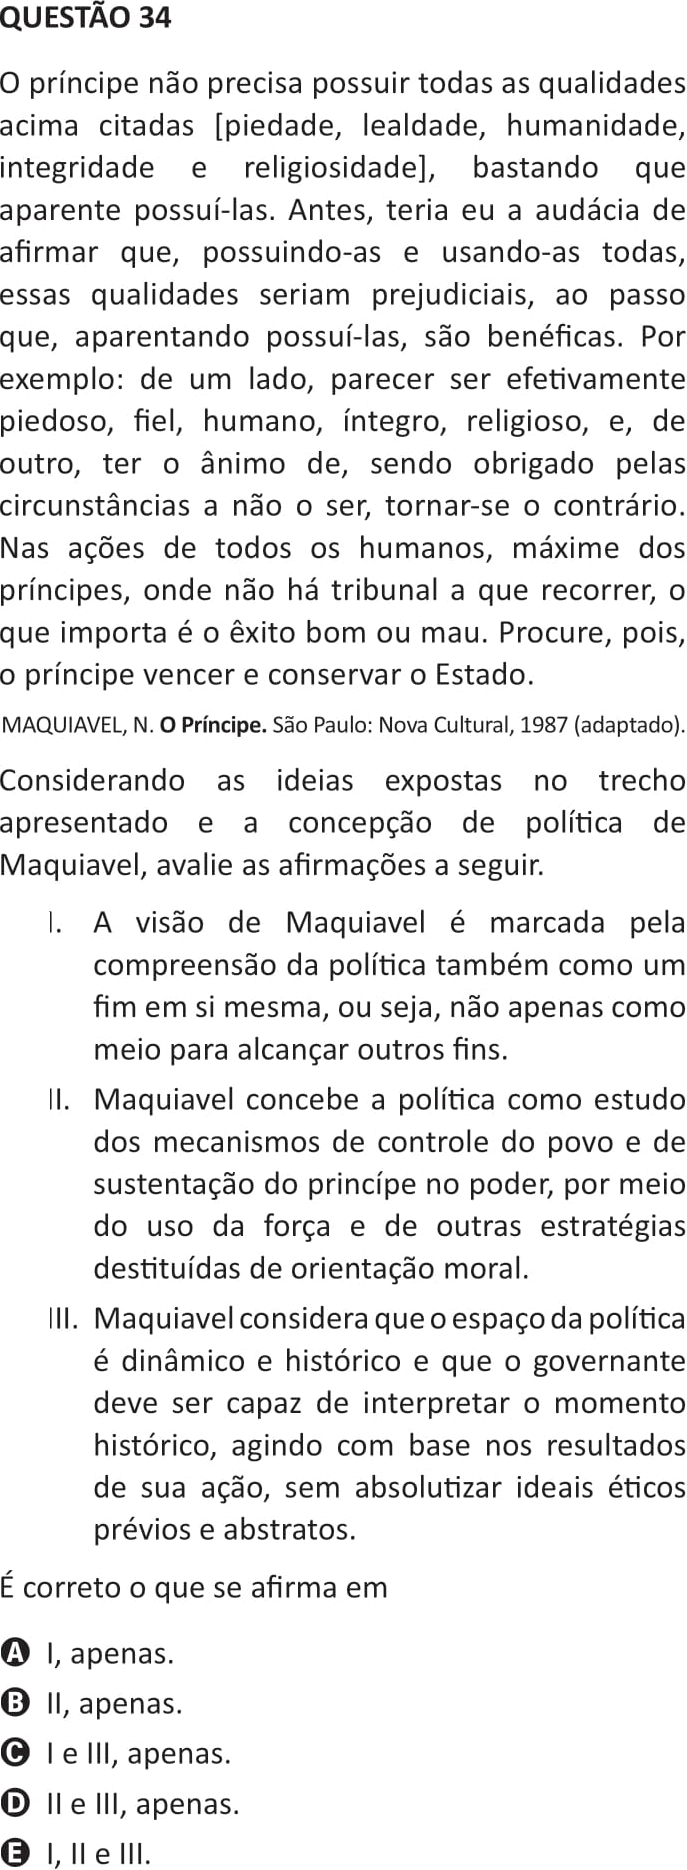 QUESTÃO 34
O príncipe não precisa possuir todas as qualidades
acima citadas [piedade, lealdade, humanidade,
integridade e religiosidade], bastando que
aparente possuí-las. Antes, teria eu a audácia de
afirmar que, possuindo-as e usando-as todas,
essas qualidades seriam prejudiciais, ao passo
que, aparentando possuí-las, são benéficas. Por
exemplo: de um lado, parecer ser efetivamente
piedoso, fiel, humano, íntegro, religioso, e, de
outro, ter o ânimo de, sendo obrigado pelas
circunstâncias a não o ser, tornar-se o contrário.
Nas ações de todos os humanos, máxime dos
príncipes, onde não há tribunal a que recorrer, o
que importa é o êxito bom ou mau. Procure, pois,
o príncipe vencer e conservar o Estado.
MAQUIAVEL, N. O Príncipe. São Paulo: Nova Cultural, 1987 (adaptado).
Considerando as ideias expostas no trecho
apresentado e a concepção de política de
Maquiavel, avalie as afirmações a seguir.
I. A visão de Maquiavel é marcada pela
compreensão da política também como um
fim em si mesma, ou seja, não apenas como
meio para alcançar outros fins.
II. Maquiavel concebe a política como estudo
dos mecanismos de controle do povo e de
sustentação do princípe no poder, por meio
do uso da força e de outras estratégias
destituídas de orientação moral.
III. Maquiavel considera que o espaço da política
é dinâmico e histórico e que o governante
deve ser capaz de interpretar o momento
histórico, agindo com base nos resultados
de sua ação, sem absolutizar ideais éticos
prévios e abstratos.
É correto o que se afirma em
A I, apenas.
B II, apenas.
C I e III, apenas.
D II e III, apenas.
E I, II e III.